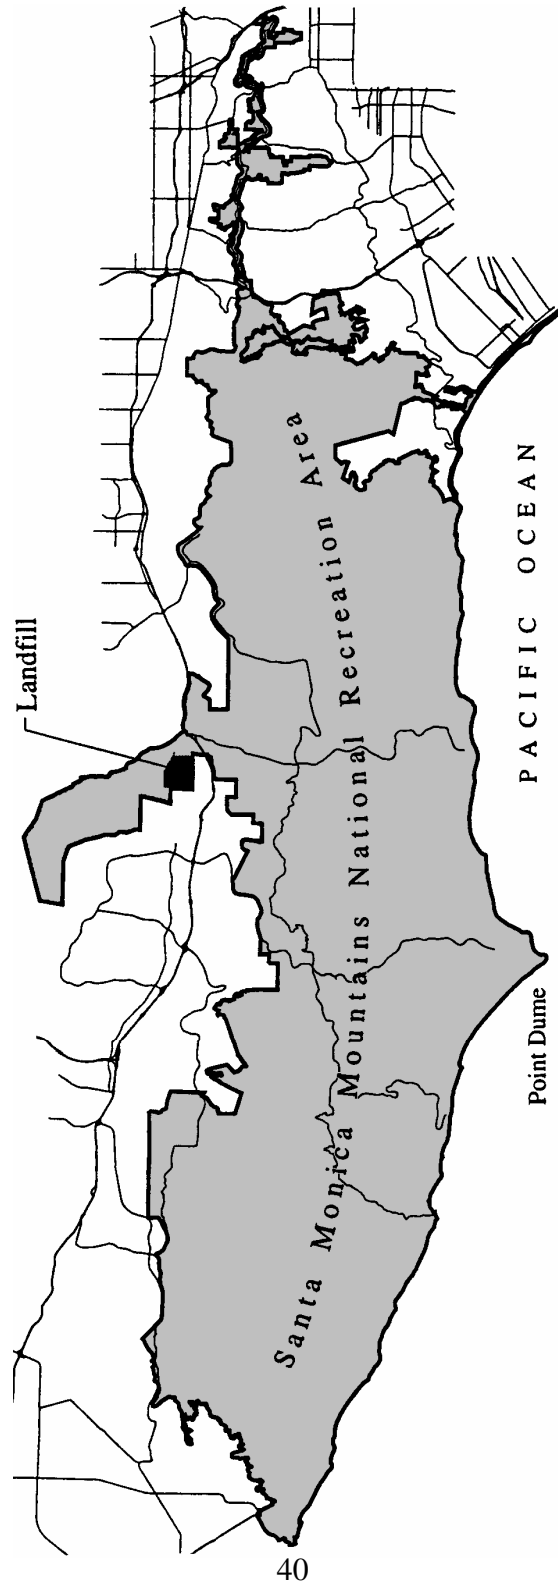 Landfill
Santa Monica Mountains National Recreation Area
PACIFIC OCEAN
Point Dume
40